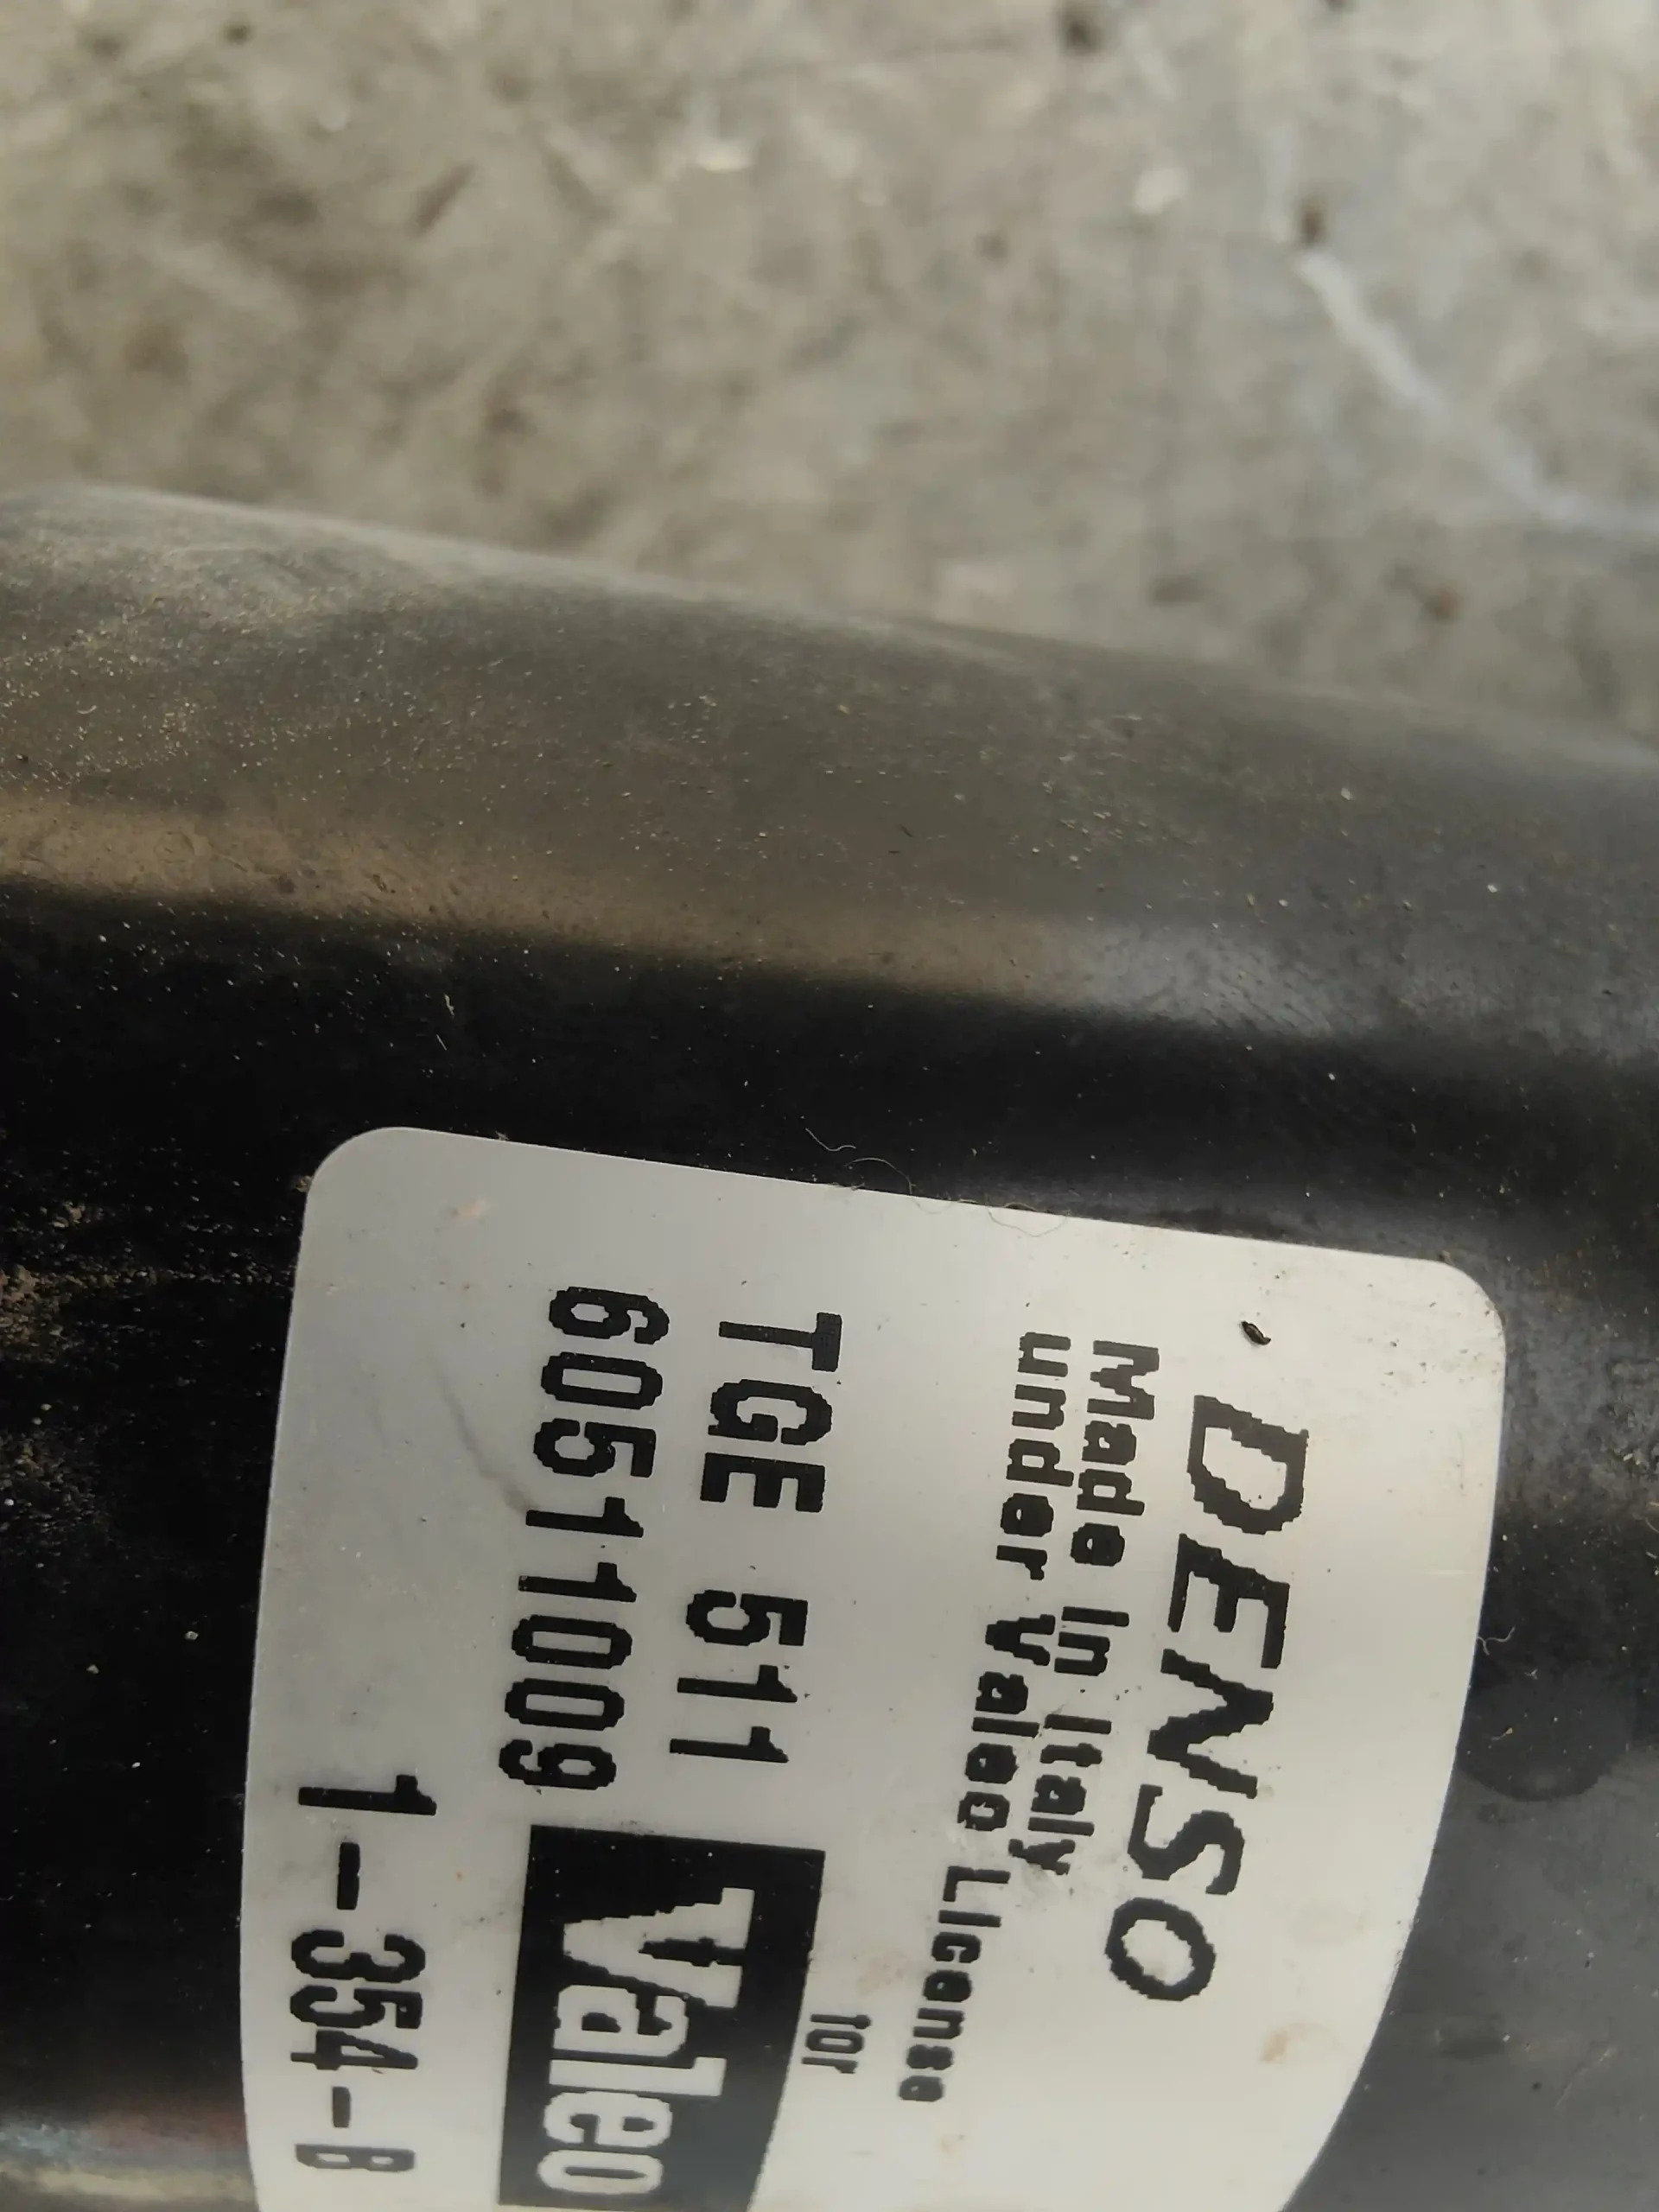 DENSO
Made In Italy
under Valeo License
for
TGE 511
60511009
Valeo
1-354-B